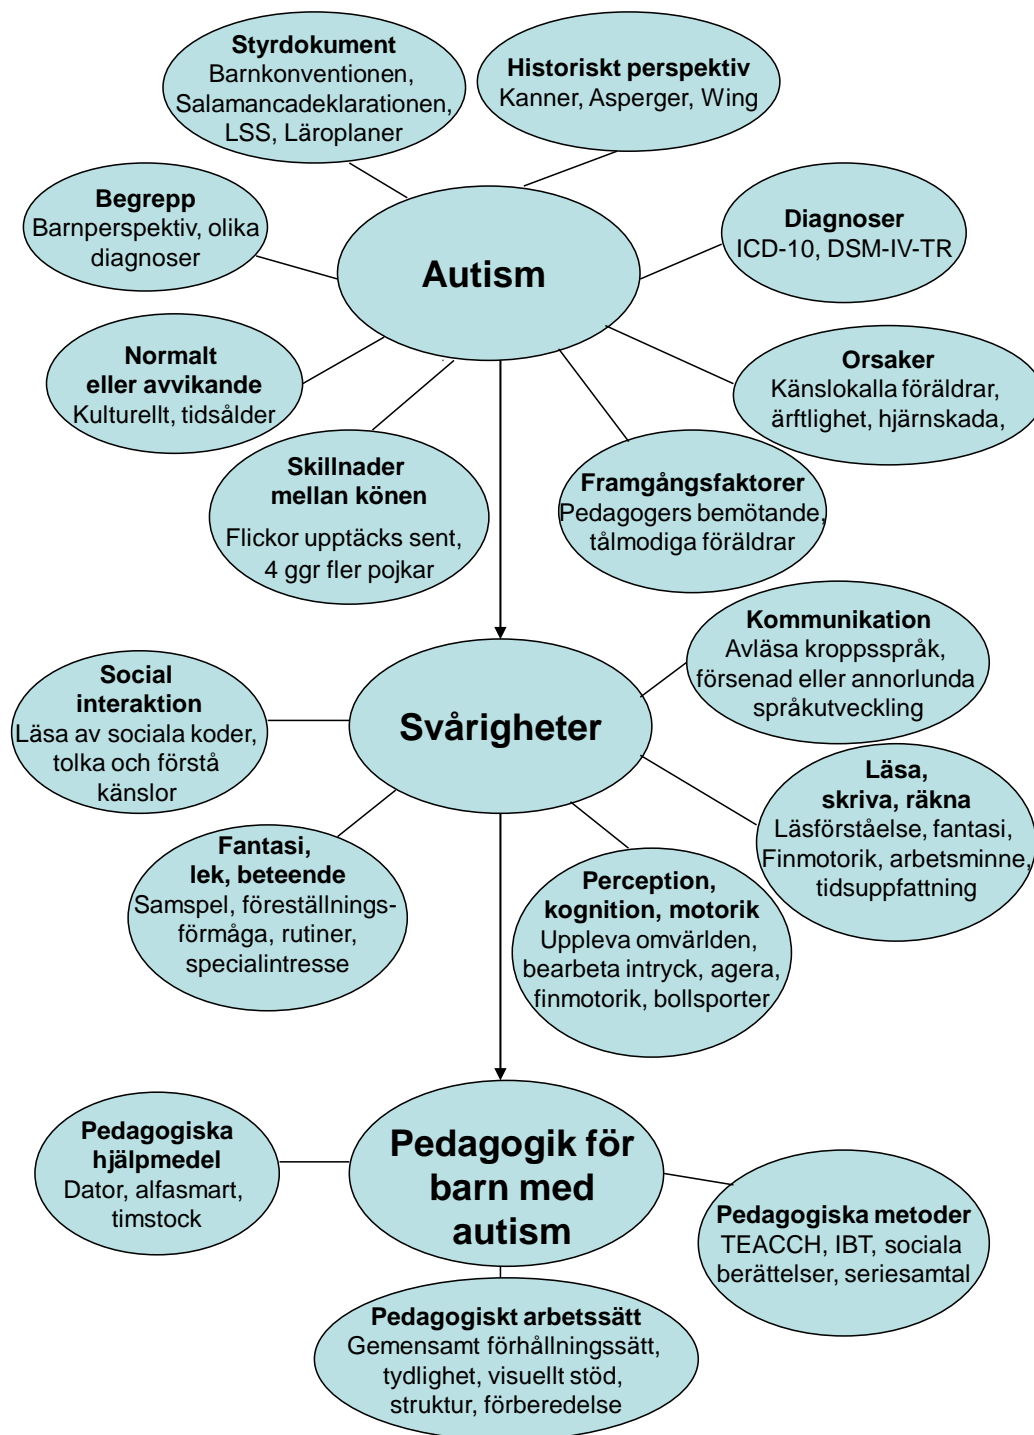 Styrdokument
Barnkonventionen,
Salamancadeklarationen,
LSS, Läroplaner
Historiskt perspektiv
Kanner, Asperger, Wing
Begrepp
Barnperspektiv, olika
diagnoser
Diagnoser
ICD-10, DSM-IV-TR
Autism
Normalt
eller avvikande
Kulturellt, tidsålder
Orsaker
Känslokalla föräldrar,
ärftlighet, hjärnskada,
Skillnader
mellan könen
Flickor upptäcks sent,
4 ggr fler pojkar
Framgångsfaktorer
Pedagogers bemötande,
tålmodiga föräldrar
Kommunikation
Avläsa kroppsspråk,
försenad eller annorlunda
språkutveckling
Social
interaktion
Läsa av sociala koder,
tolka och förstå
känslor
Svårigheter
Läsa,
skriva, räkna
Läsförståelse, fantasi,
Finmotorik, arbetsminne,
tidsuppfattning
Fantasi,
lek, beteende
Samspel, föreställnings-
förmåga, rutiner,
specialintresse
Perception,
kognition, motorik
Uppleva omvärlden,
bearbeta intryck, agera,
finmotorik, bollsporter
Pedagogiska
hjälpmedel
Dator, alfasmart,
timstock
Pedagogik för
barn med
autism
Pedagogiska metoder
TEACCH, IBT, sociala
berättelser, seriesamtal
Pedagogiskt arbetssätt
Gemensamt förhållningssätt,
tydlighet, visuellt stöd,
struktur, förberedelse